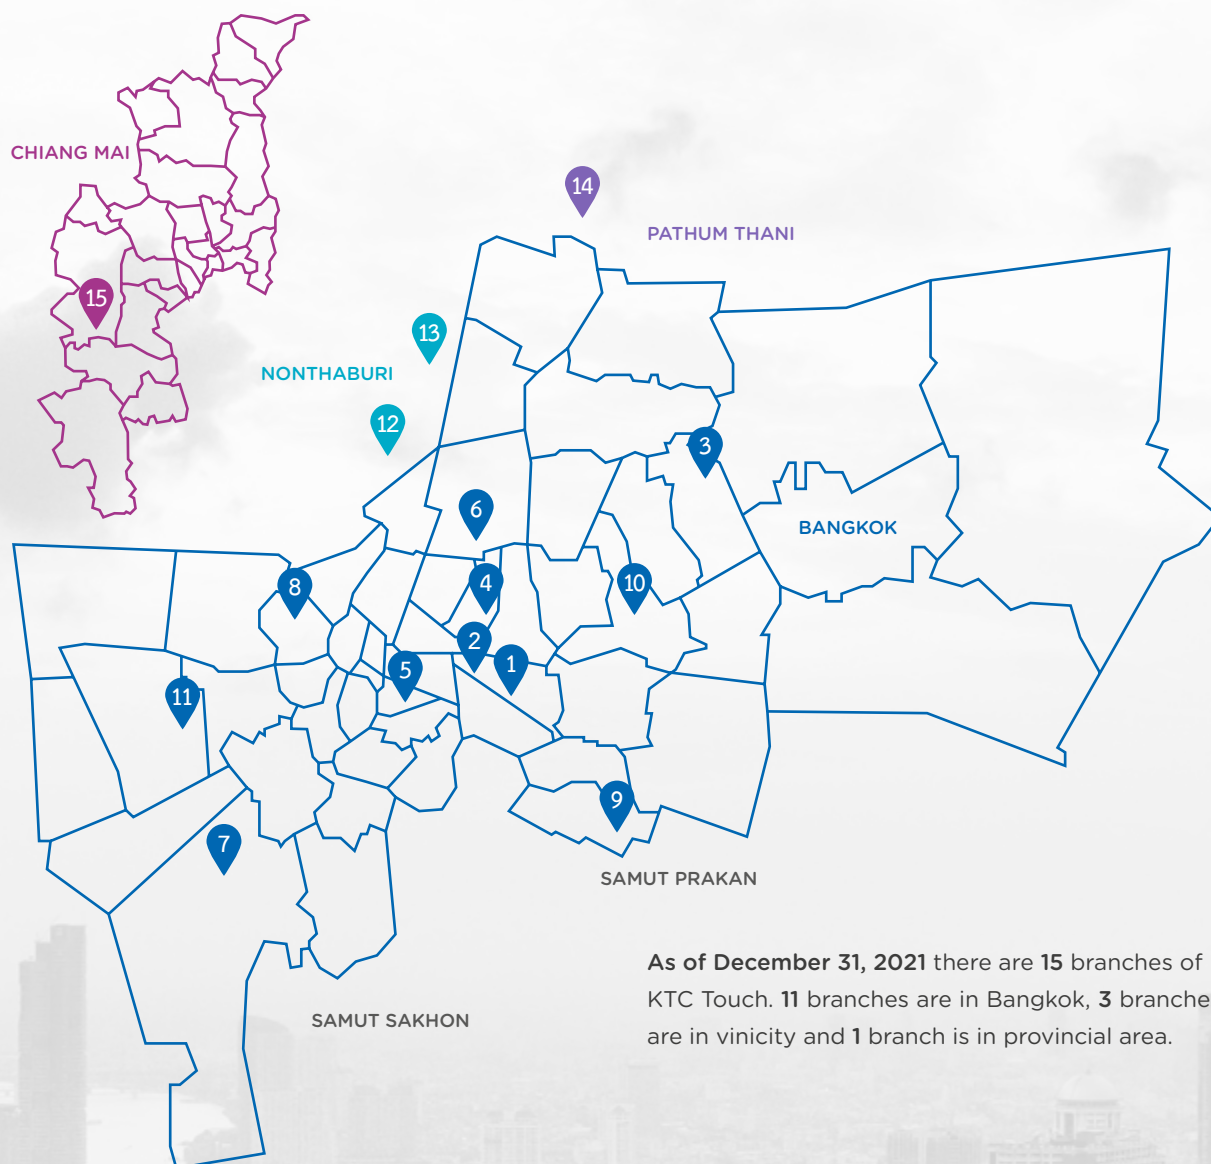 CHIANG MAI
14
PATHUM THANI
15
13
NONTHABURI
12
3
6
BANGKOK
8
4
10
2
1
5
11
9
7
SAMUT PRAKAN
As of December 31, 2021 there are 15 branches of
KTC Touch. 11 branches are in Bangkok, 3 branche
are in vinicity and 1 branch is in provincial area.
SAMUT SAKHON